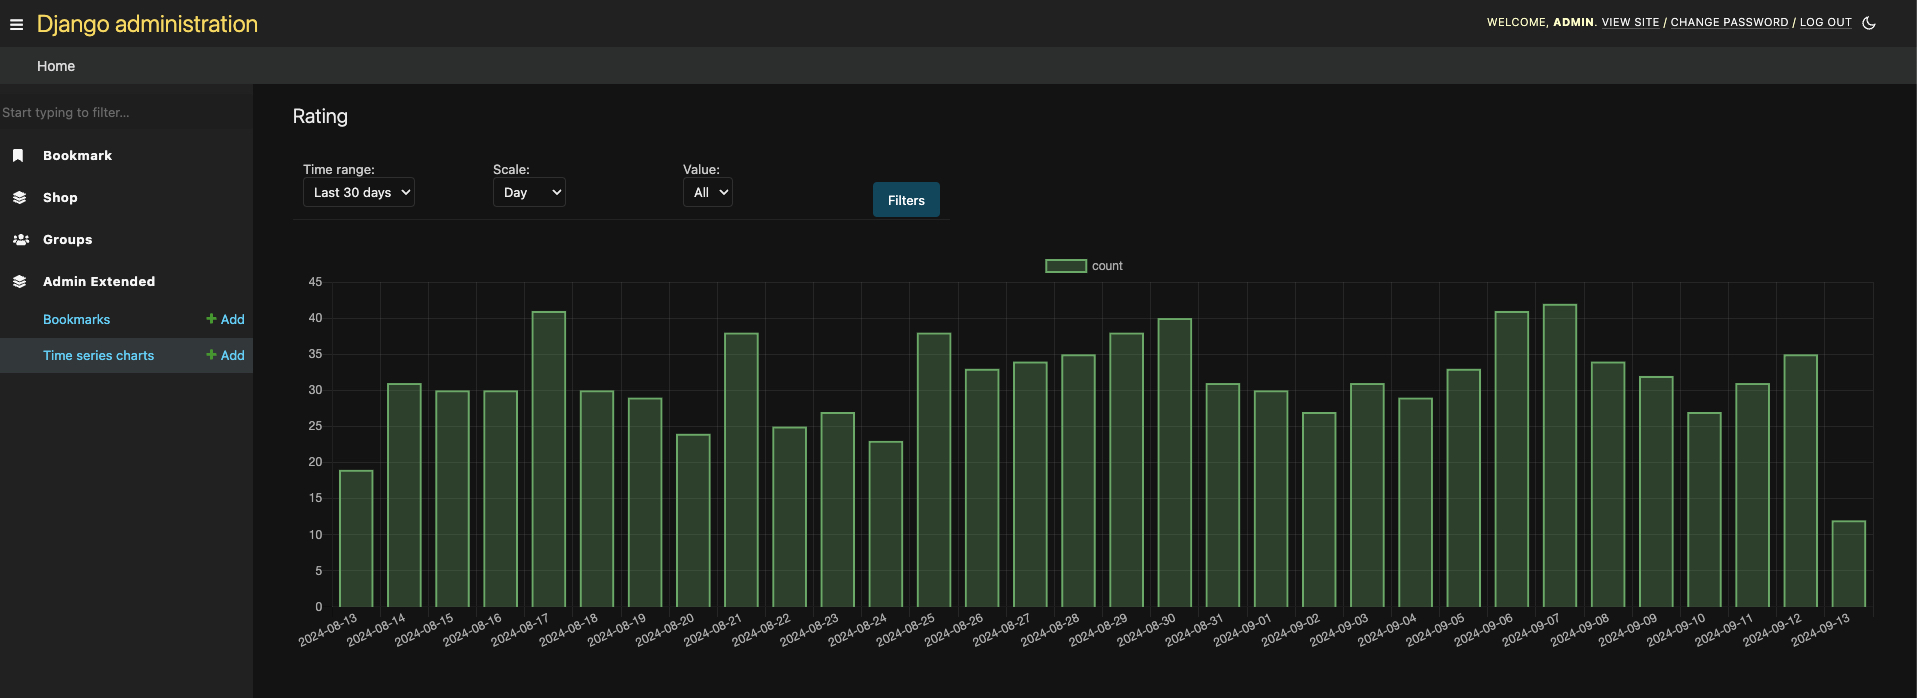 Django administration
WELCOME, ADMIN. VIEW SITE / CHANGE PASSWORD / LOG OUT
Home
Start typing to filter...
Bookmark
Shop
Groups
Admin Extended
Bookmarks
Add
Time series charts
Add
Rating
Time range:
Last 30 days
Scale:
Day
Value:
All
Filters
count
45
40
35
30
25
20
15
10
5
0
2024-08-13
2024-08-14
2024-08-15
2024-08-16
2024-08-17
2024-08-18
2024-08-19
2024-08-20
2024-08-21
2024-08-22
2024-08-23
2024-08-24
2024-08-25
2024-08-26
2024-08-27
2024-08-28
2024-08-29
2024-08-30
2024-08-31
2024-09-01
2024-09-02
2024-09-03
2024-09-04
2024-09-05
2024-09-06
2024-09-07
2024-09-08
2024-09-09
2024-09-10
2024-09-11
2024-09-12
2024-09-13